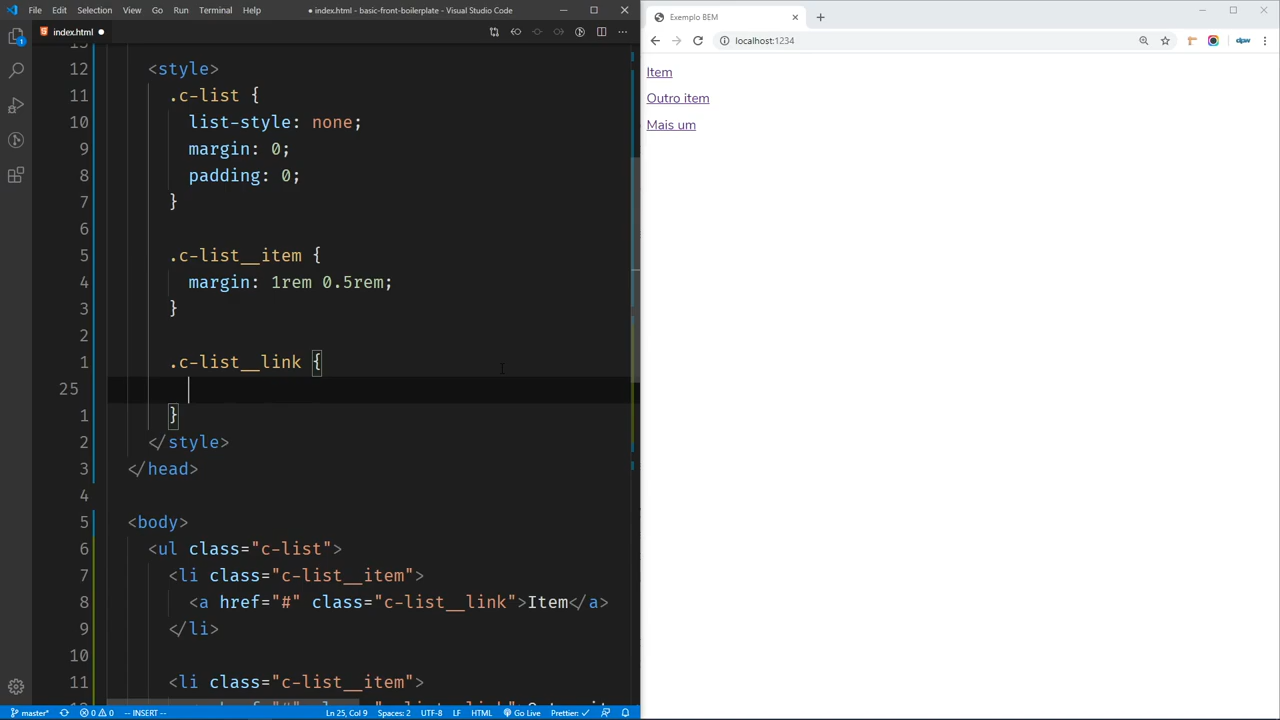 File Edit Selection View Go Run Terminal Help ● index.html - basic-front-boilerplate - Visual Studio Code
index.html ●
13
12 <style>
11 .c-list {
10 list-style: none;
9 margin: 0;
8 padding: 0;
7 }
6
5 .c-list__item {
4 margin: 1rem 0.5rem;
3 }
2
1 .c-list__link {
25
1 }
2 </style>
3 </head>
4
5 <body>
6 <ul class="c-list">
7 <li class="c-list__item">
8 <a href="#" class="c-list__link">Item</a>
9 </li>
10
11 <li class="c-list__item">
master* 0 0 -- INSERT -- Ln 25, Col 9 Spaces: 2 UTF-8 LF HTML Go Live Prettier: ✓
1
Exemplo BEM
localhost:1234 dpw
Item
Outro item
Mais um